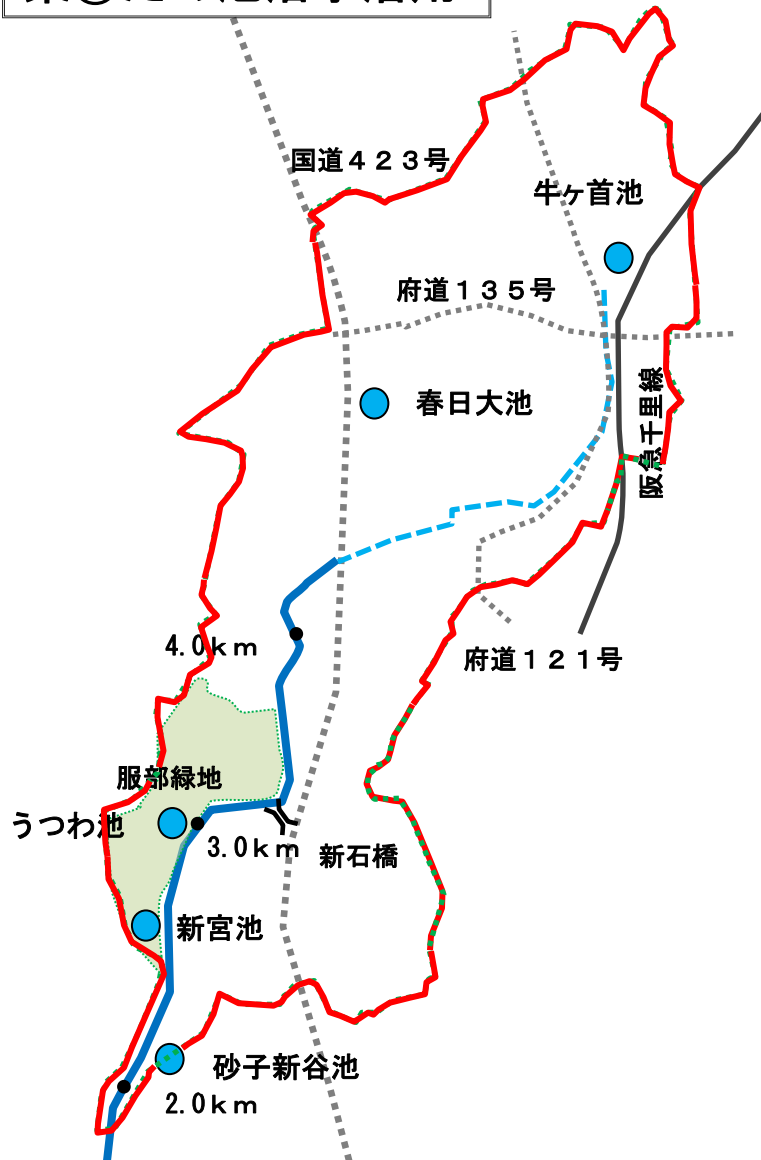 国道４２３号
牛ヶ首池
府道１３５号
春日大池
阪急千里線
4.0km
府道１２１号
服部緑地
うつわ池
3.0km
新石橋
新宮池
砂子新谷池
2.0km